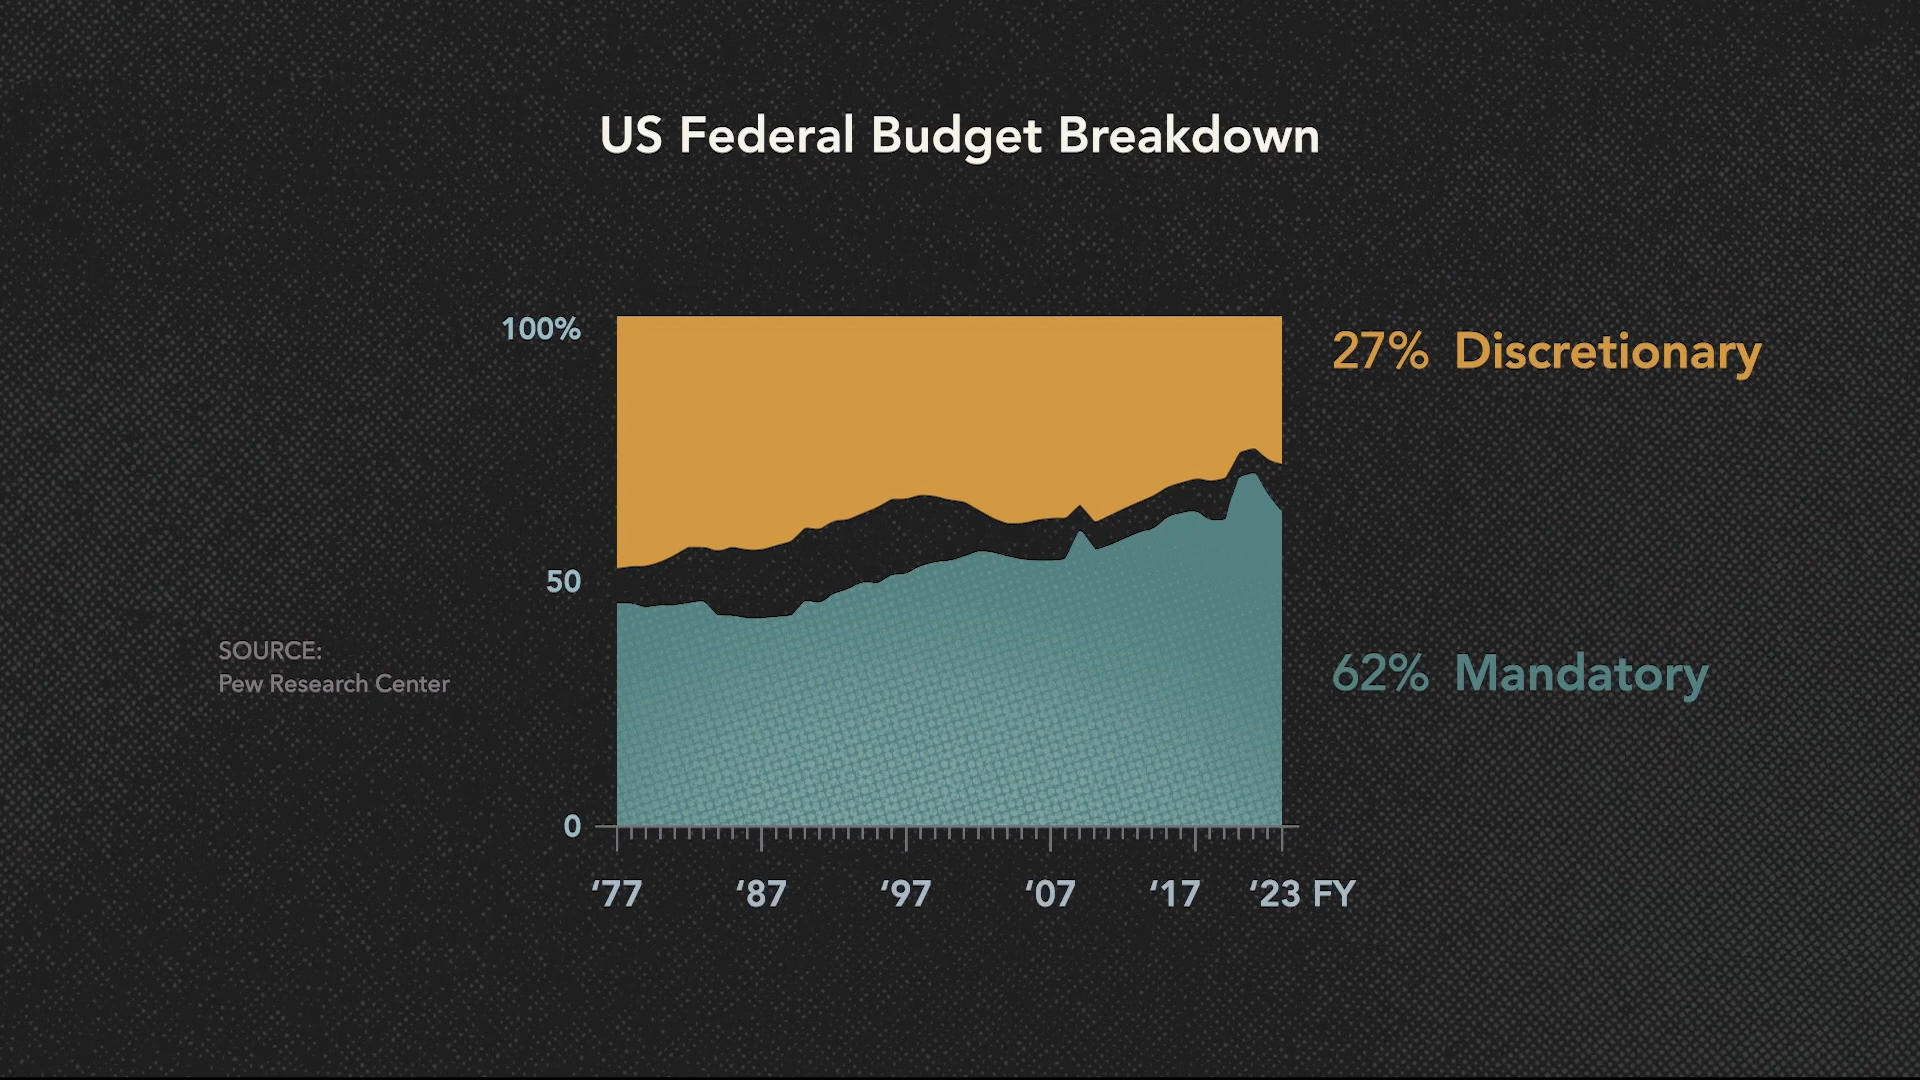 US Federal Budget Breakdown
100%
27% Discretionary
50
SOURCE:
Pew Research Center
62% Mandatory
0
‘77 ‘87 ‘97 ‘07 ‘17 ‘23 FY